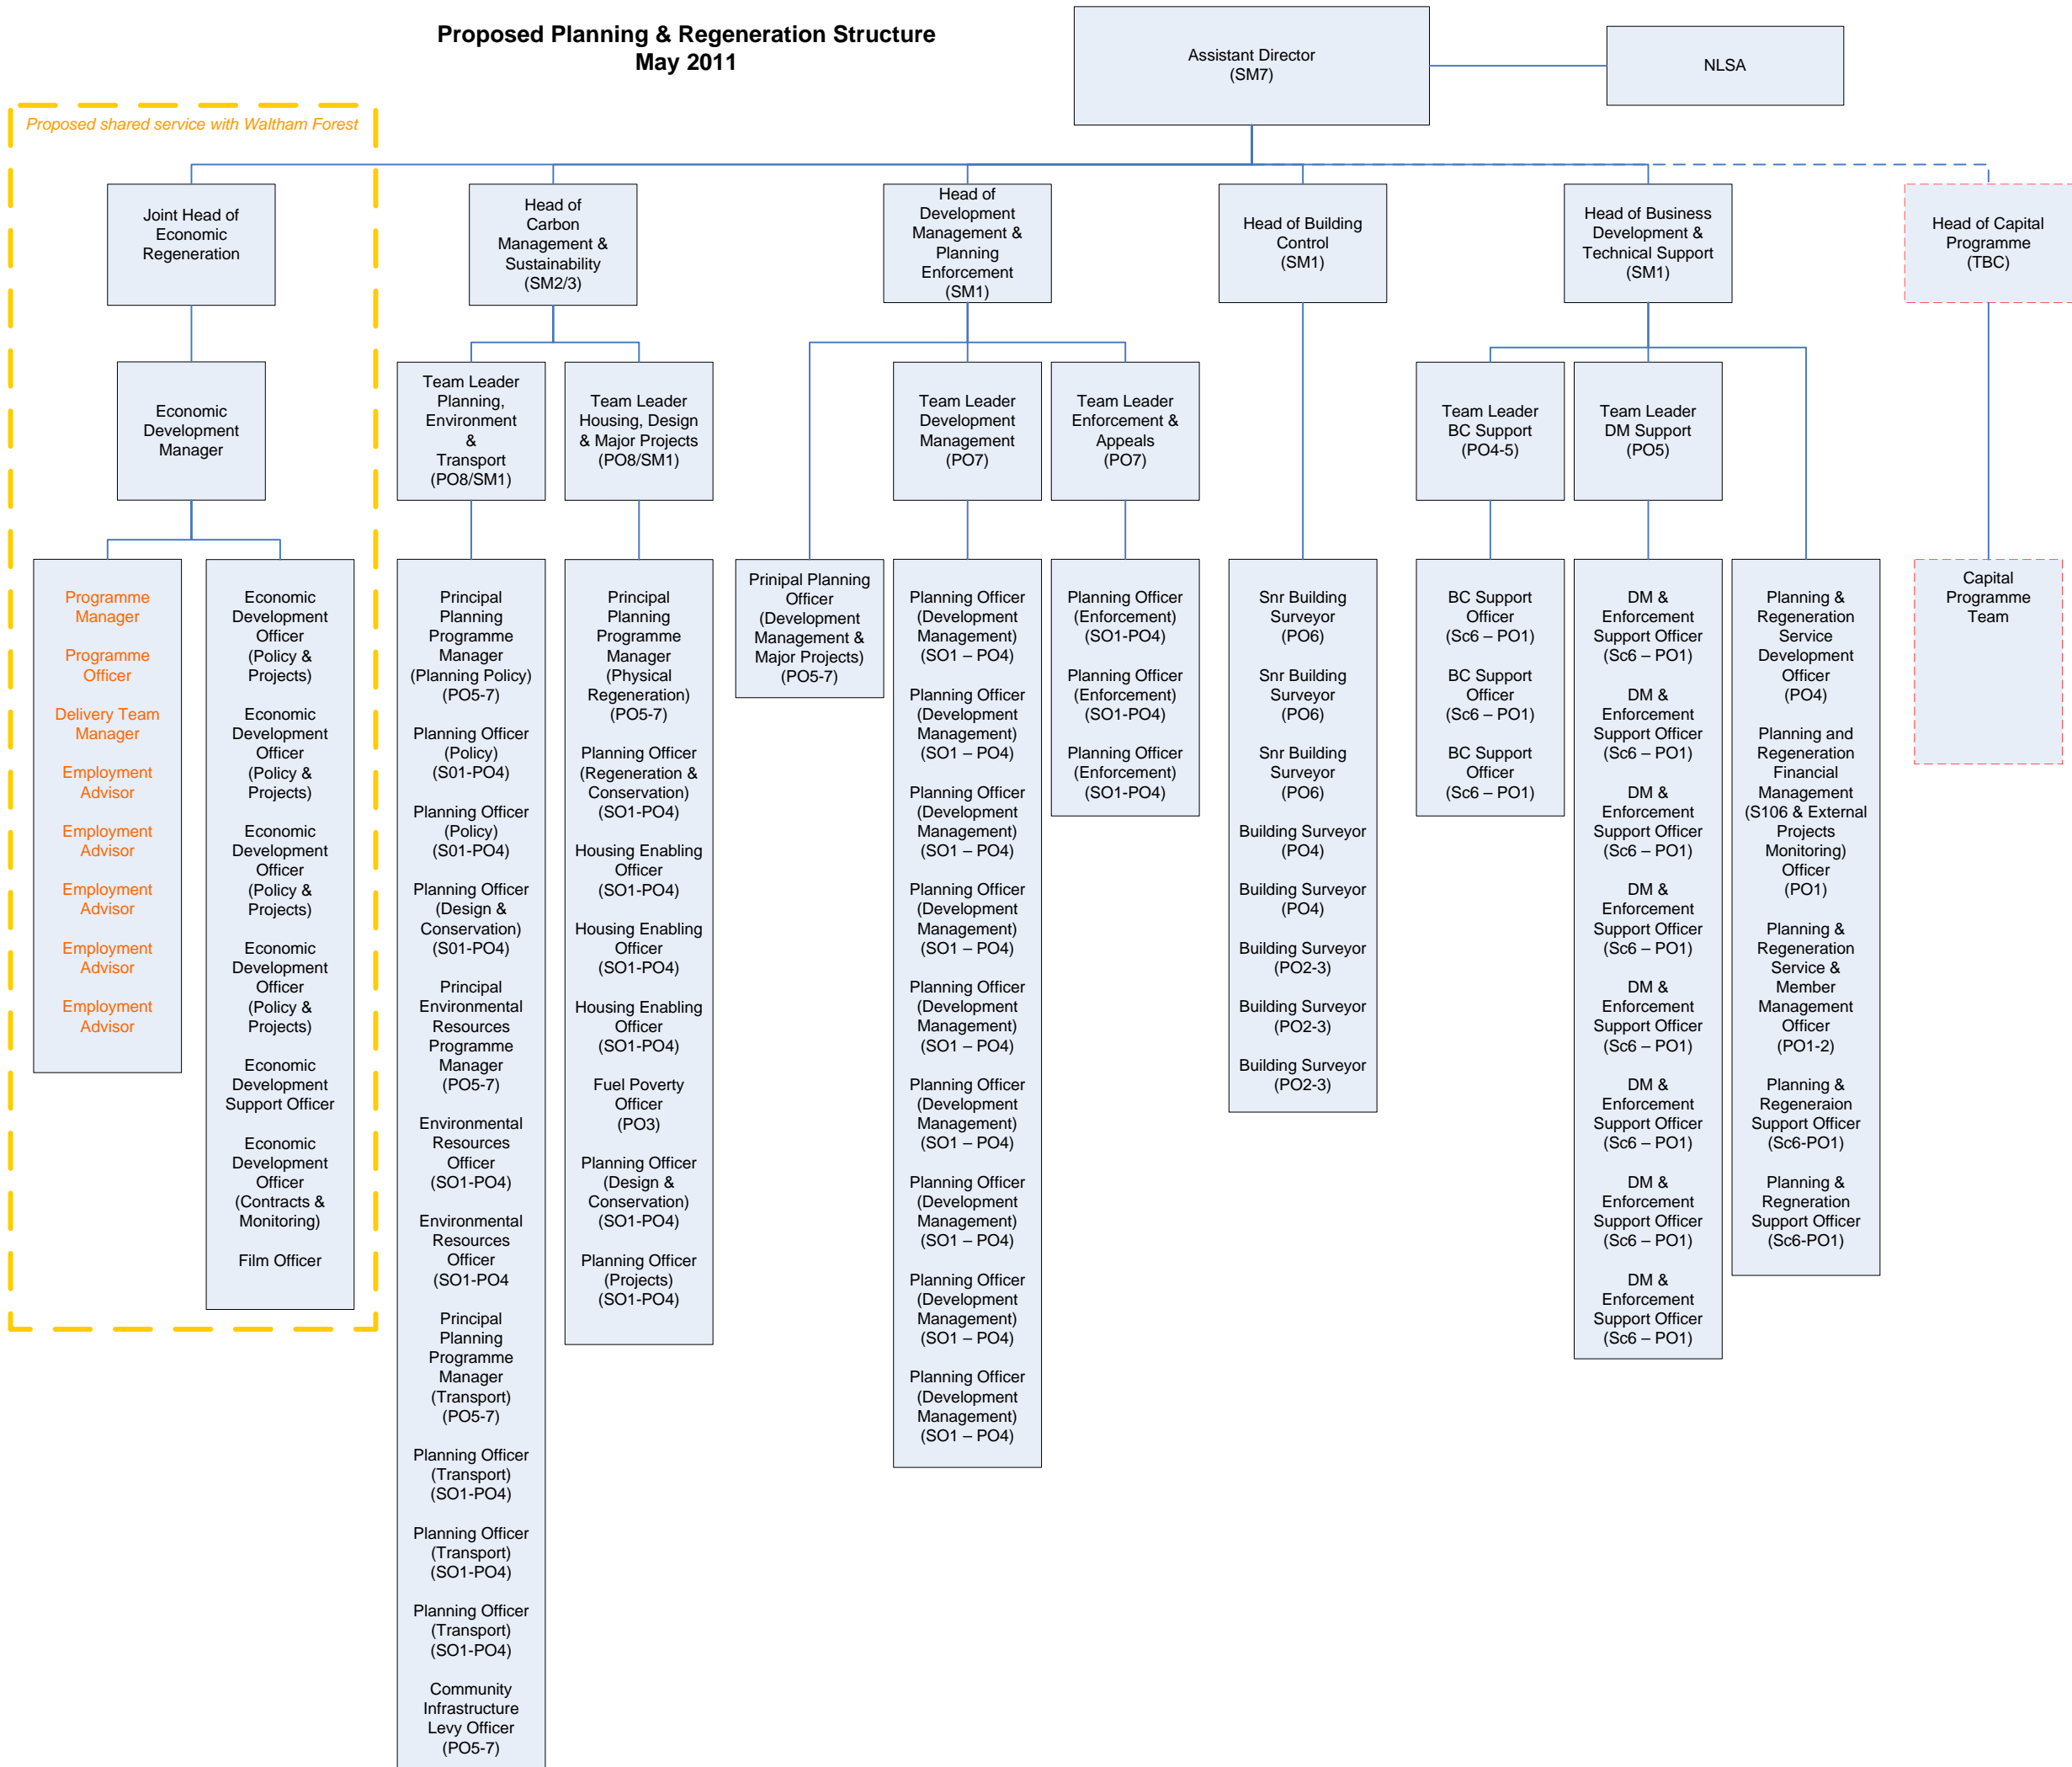 Proposed Planning & Regeneration Structure
May 2011
Assistant Director
(SM7)
NLSA
Proposed shared service with Waltham Forest
Joint Head of
Economic
Regeneration
Head of
Carbon
Management &
Sustainability
(SM2/3)
Head of
Development
Management &
Planning
Enforcement
(SM1)
Head of Building
Control
(SM1)
Head of Business
Development &
Technical Support
(SM1)
Head of Capital
Programme
(TBC)
Economic
Development
Manager
Team Leader
Planning,
Environment
&
Transport
(PO8/SM1)
Team Leader
Housing, Design
& Major Projects
(PO8/SM1)
Team Leader
Development
Management
(PO7)
Team Leader
Enforcement &
Appeals
(PO7)
Team Leader
BC Support
(PO4-5)
Team Leader
DM Support
(PO5)
Programme
Manager
Programme
Officer
Delivery Team
Manager
Employment
Advisor
Employment
Advisor
Employment
Advisor
Employment
Advisor
Employment
Advisor
Economic
Development
Officer
(Policy &
Projects)
Economic
Development
Officer
(Policy &
Projects)
Economic
Development
Officer
(Policy &
Projects)
Economic
Development
Officer
(Policy &
Projects)
Economic
Development
Support Officer
Economic
Development
Officer
(Contracts &
Monitoring)
Film Officer
Principal
Planning
Programme
Manager
(Planning Policy)
(PO5-7)
Planning Officer
(Policy)
(S01-PO4)
Planning Officer
(Policy)
(S01-PO4)
Planning Officer
(Design &
Conservation)
(S01-PO4)
Principal
Environmental
Resources
Programme
Manager
(PO5-7)
Environmental
Resources
Officer
(SO1-PO4)
Environmental
Resources
Officer
(SO1-PO4
Principal
Planning
Programme
Manager
(Transport)
(PO5-7)
Planning Officer
(Transport)
(SO1-PO4)
Planning Officer
(Transport)
(SO1-PO4)
Planning Officer
(Transport)
(SO1-PO4)
Community
Infrastructure
Levy Officer
(PO5-7)
Principal
Planning
Programme
Manager
(Physical
Regeneration)
(PO5-7)
Planning Officer
(Regeneration &
Conservation)
(SO1-PO4)
Housing Enabling
Officer
(SO1-PO4)
Housing Enabling
Officer
(SO1-PO4)
Housing Enabling
Officer
(SO1-PO4)
Fuel Poverty
Officer
(PO3)
Planning Officer
(Design &
Conservation)
(SO1-PO4)
Planning Officer
(Projects)
(SO1-PO4)
Prinipal Planning
Officer
(Development
Management &
Major Projects)
(PO5-7)
Planning Officer
(Development
Management)
(SO1 – PO4)
Planning Officer
(Development
Management)
(SO1 – PO4)
Planning Officer
(Development
Management)
(SO1 – PO4)
Planning Officer
(Development
Management)
(SO1 – PO4)
Planning Officer
(Development
Management)
(SO1 – PO4)
Planning Officer
(Development
Management)
(SO1 – PO4)
Planning Officer
(Development
Management)
(SO1 – PO4)
Planning Officer
(Development
Management)
(SO1 – PO4)
Planning Officer
(Development
Management)
(SO1 – PO4)
Planning Officer
(Enforcement)
(SO1-PO4)
Planning Officer
(Enforcement)
(SO1-PO4)
Planning Officer
(Enforcement)
(SO1-PO4)
Snr Building
Surveyor
(PO6)
Snr Building
Surveyor
(PO6)
Snr Building
Surveyor
(PO6)
Building Surveyor
(PO4)
Building Surveyor
(PO4)
Building Surveyor
(PO2-3)
Building Surveyor
(PO2-3)
Building Surveyor
(PO2-3)
BC Support
Officer
(Sc6 – PO1)
BC Support
Officer
(Sc6 – PO1)
BC Support
Officer
(Sc6 – PO1)
DM &
Enforcement
Support Officer
(Sc6 – PO1)
DM &
Enforcement
Support Officer
(Sc6 – PO1)
DM &
Enforcement
Support Officer
(Sc6 – PO1)
DM &
Enforcement
Support Officer
(Sc6 – PO1)
DM &
Enforcement
Support Officer
(Sc6 – PO1)
DM &
Enforcement
Support Officer
(Sc6 – PO1)
DM &
Enforcement
Support Officer
(Sc6 – PO1)
DM &
Enforcement
Support Officer
(Sc6 – PO1)
Planning &
Regeneration
Service
Development
Officer
(PO4)
Planning and
Regeneration
Financial
Management
(S106 & External
Projects
Monitoring)
Officer
(PO1)
Planning &
Regeneration
Service &
Member
Management
Officer
(PO1-2)
Planning &
Regeneraion
Support Officer
(Sc6-PO1)
Planning &
Regneration
Support Officer
(Sc6-PO1)
Capital
Programme
Team